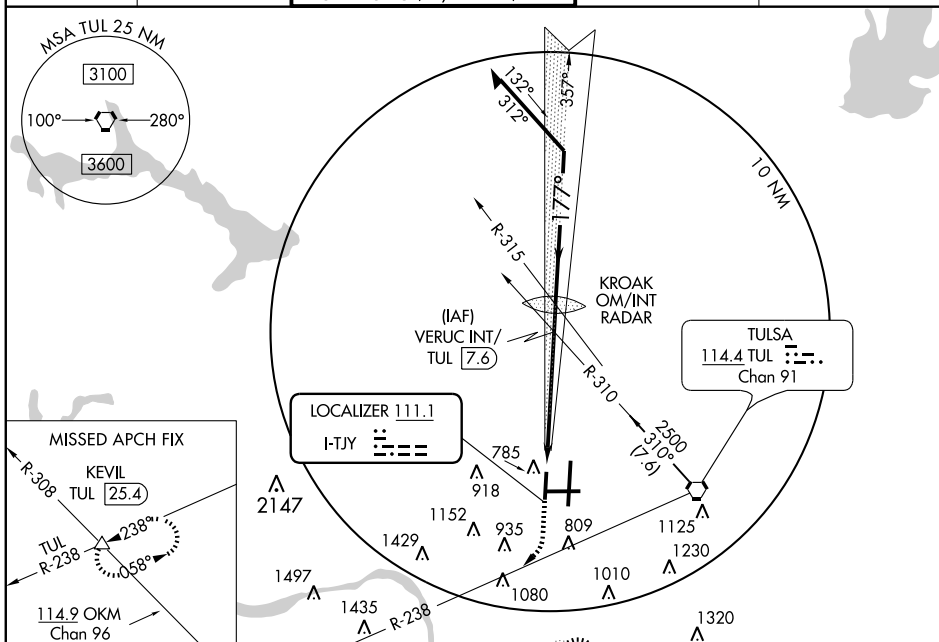 MSA TUL 25 NM
3100
100°
280°
3600
132°
312°
357°
177°
10 NM
R-315
KROAK
OM/INT
RADAR
(IAF)
VERUC INT/
TUL 7.6
R-310
TULSA
114.4 TUL
Chan 91
LOCALIZER 111.1
I-TJY
2500
310°
(7.6)
785
918
2147
1152
935
809
1125
1429
1230
1497
1080
1010
1435
R-238
1320
MISSED APCH FIX
KEVIL
TUL 25.4
R-308
238°
TUL
R-238
058°
114.9 OKM
Chan 96